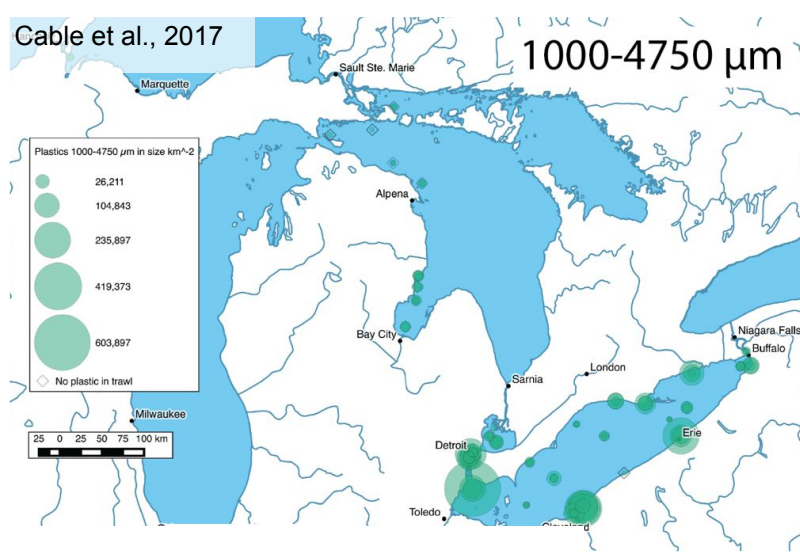 Cable et al., 2017
1000-4750 µm
Sault Ste. Marie
Marquette
Plastics 1000-4750 µm in size km^-2
26,211
104,843
235,897
419,373
603,897
No plastic in trawl
Alpena
Bay City
Niagara Falls
Buffalo
London
Sarnia
Milwaukee
25 0 25 50 75 100 km
Detroit
Erie
Toledo
Cleveland